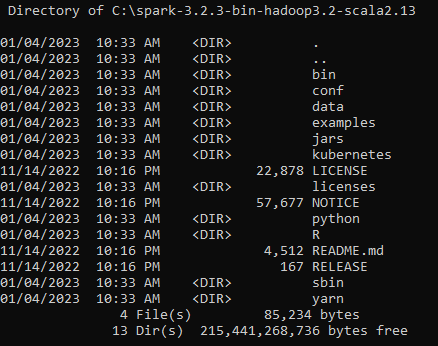 Directory of C:\spark-3.2.3-bin-hadoop3.2-scala2.13
01/04/2023  10:33 AM    <DIR>          .
01/04/2023  10:33 AM    <DIR>          ..
01/04/2023  10:33 AM    <DIR>          bin
01/04/2023  10:33 AM    <DIR>          conf
01/04/2023  10:33 AM    <DIR>          data
01/04/2023  10:33 AM    <DIR>          examples
01/04/2023  10:33 AM    <DIR>          jars
01/04/2023  10:33 AM    <DIR>          kubernetes
11/14/2022  10:16 PM            22,878 LICENSE
01/04/2023  10:33 AM    <DIR>          licenses
11/14/2022  10:16 PM            57,677 NOTICE
01/04/2023  10:33 AM    <DIR>          python
01/04/2023  10:33 AM    <DIR>          R
11/14/2022  10:16 PM             4,512 README.md
11/14/2022  10:16 PM               167 RELEASE
01/04/2023  10:33 AM    <DIR>          sbin
01/04/2023  10:33 AM    <DIR>          yarn
4 File(s)         85,234 bytes
13 Dir(s)  215,441,268,736 bytes free